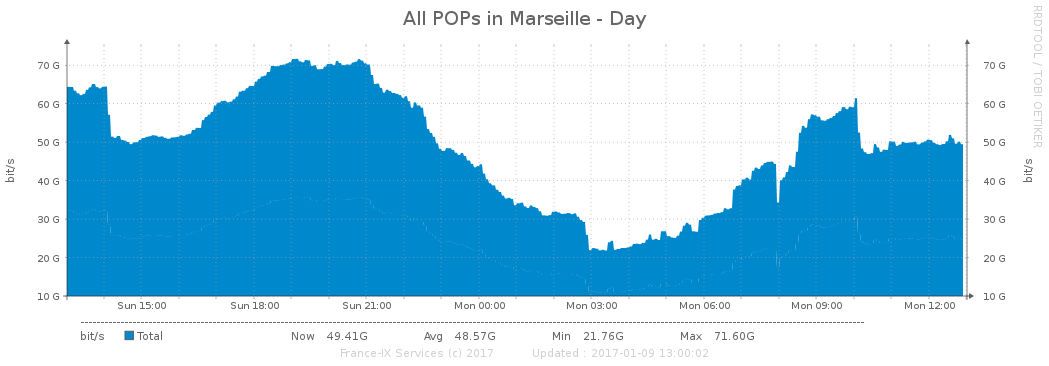 All POPs in Marseille - Day
RRDTOOL / TOBI OETIKER
bit/s
70 G 70 G
60 G 60 G
50 G 50 G
40 G 40 G
30 G 30 G
20 G 20 G
10 G 10 G
bit/s
Sun 15:00 Sun 18:00 Sun 21:00 Mon 00:00 Mon 03:00 Mon 06:00 Mon 09:00 Mon 12:00
bit/s Total Now 49.41G Avg 48.57G Min 21.76G Max 71.60G
France-IX Services (c) 2017 Updated : 2017-01-09 13:00:02